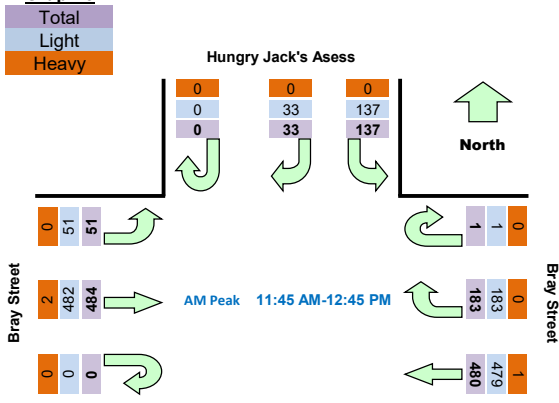 Total
Light
Heavy
Hungry Jack's Asess
0 0 0
0 33 137
0 33 137
North
0 51 51
1 1 0
Bray Street
2 482 484
AM Peak 11:45 AM-12:45 PM
183 183 0
Bray Street
0 0 0
480 479 1